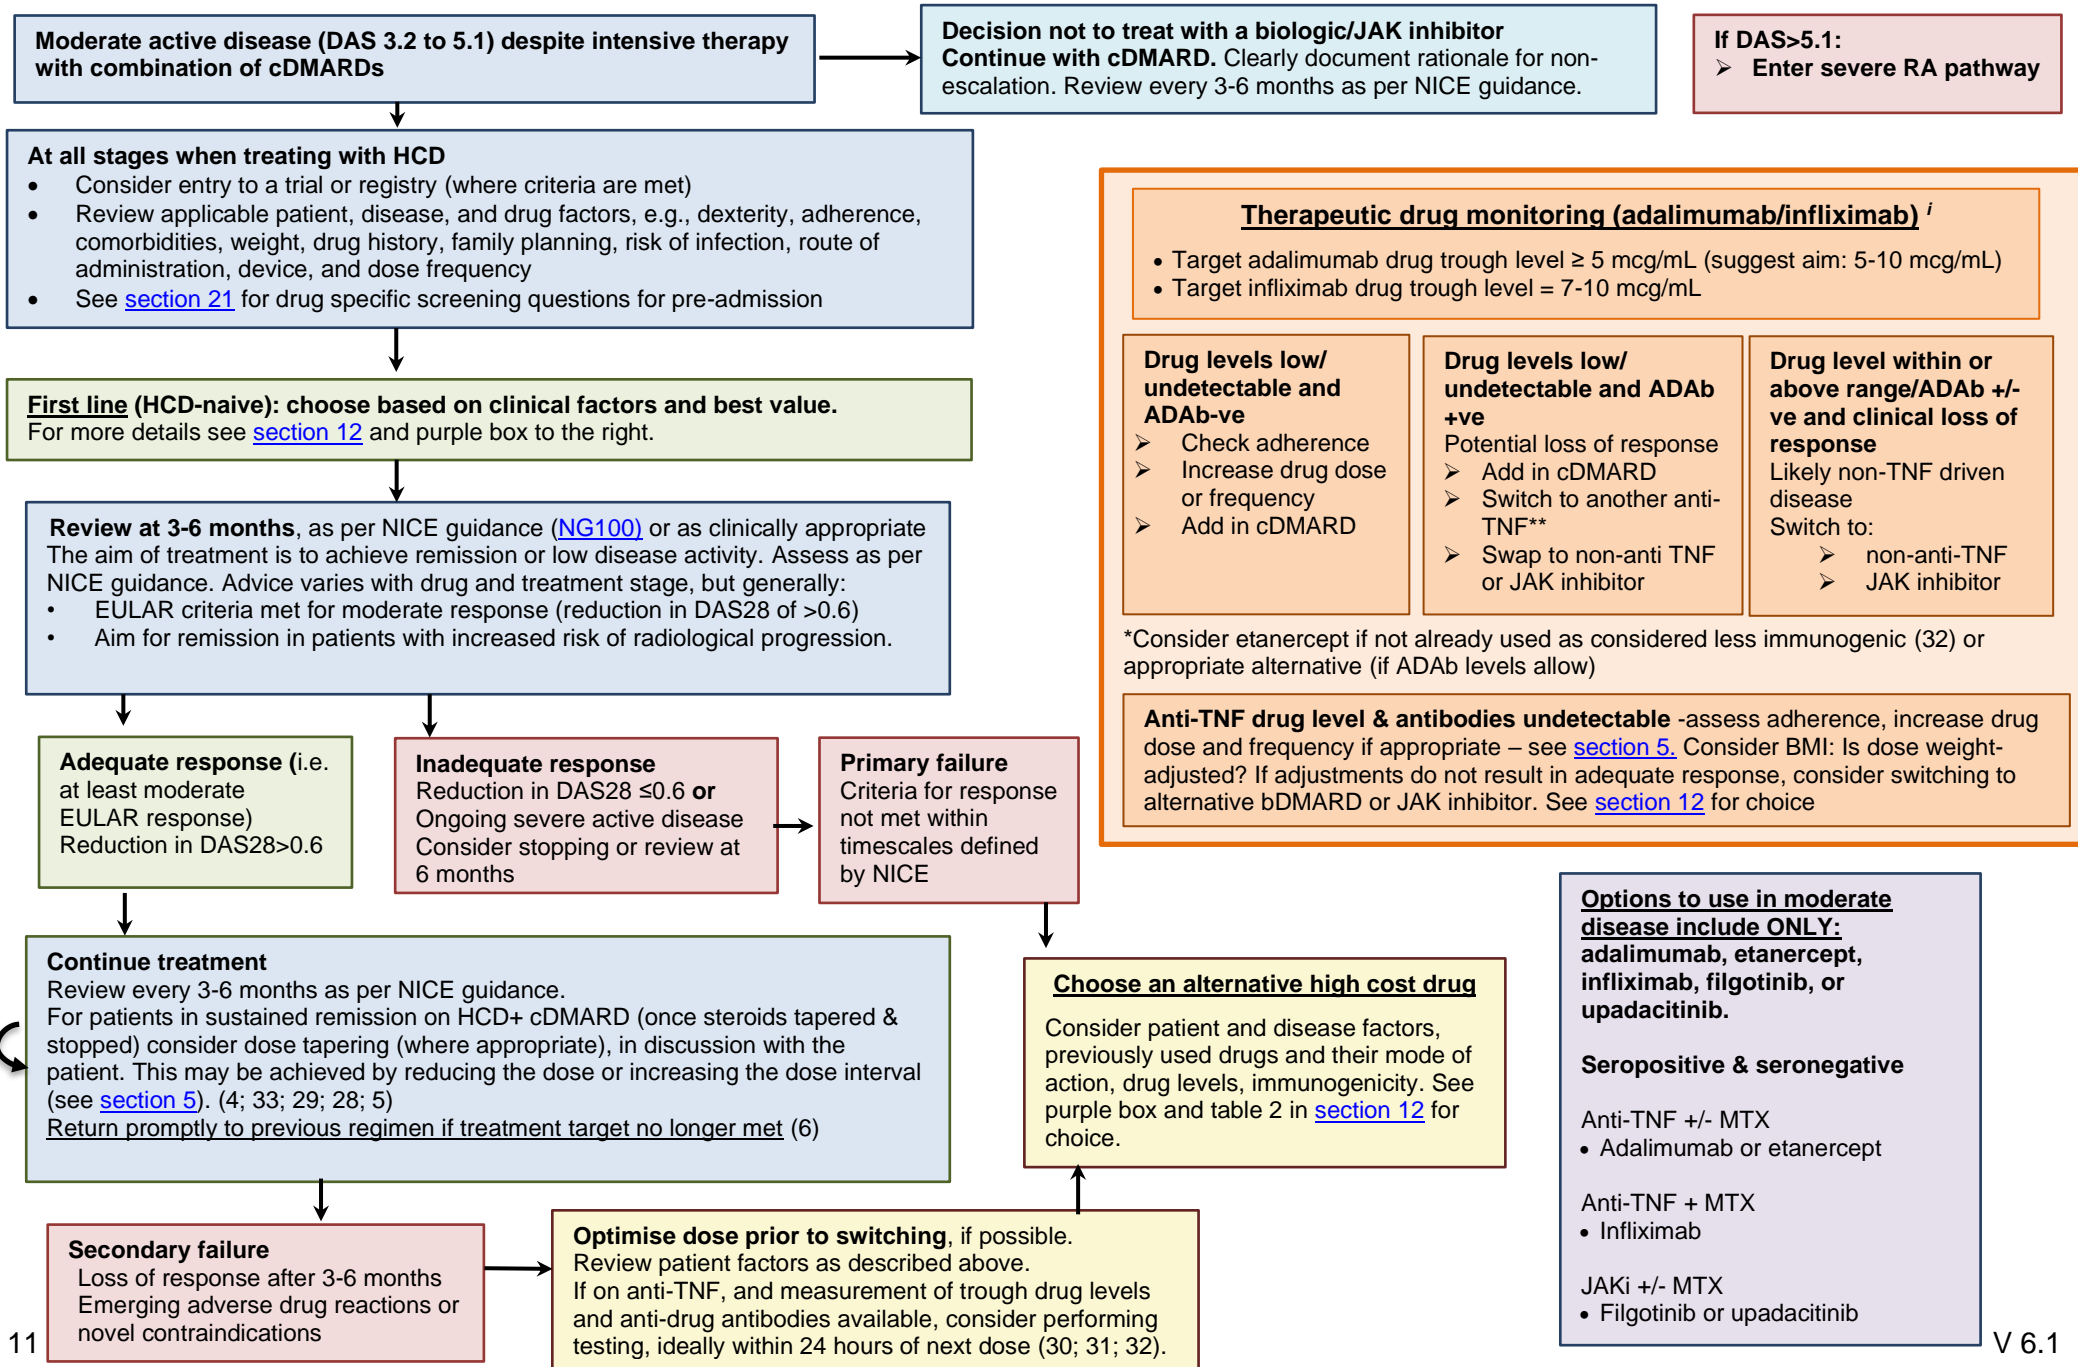 Moderate active disease (DAS 3.2 to 5.1) despite intensive therapy
with combination of cDMARDs
Decision not to treat with a biologic/JAK inhibitor
Continue with cDMARD. Clearly document rationale for non-
escalation. Review every 3-6 months as per NICE guidance.
If DAS>5.1:
➢ Enter severe RA pathway
At all stages when treating with HCD
• Consider entry to a trial or registry (where criteria are met)
• Review applicable patient, disease, and drug factors, e.g., dexterity, adherence,
comorbidities, weight, drug history, family planning, risk of infection, route of
administration, device, and dose frequency
• See section 21 for drug specific screening questions for pre-admission
First line (HCD-naive): choose based on clinical factors and best value.
For more details see section 12 and purple box to the right.
Review at 3-6 months, as per NICE guidance (NG100) or as clinically appropriate
The aim of treatment is to achieve remission or low disease activity. Assess as per
NICE guidance. Advice varies with drug and treatment stage, but generally:
• EULAR criteria met for moderate response (reduction in DAS28 of >0.6)
• Aim for remission in patients with increased risk of radiological progression.
Therapeutic drug monitoring (adalimumab/infliximab) i
• Target adalimumab drug trough level ≥ 5 mcg/mL (suggest aim: 5-10 mcg/mL)
• Target infliximab drug trough level = 7-10 mcg/mL
Drug levels low/
undetectable and
ADAb-ve
➢ Check adherence
➢ Increase drug dose
or frequency
➢ Add in cDMARD
Drug levels low/
undetectable and ADAb
+ve
Potential loss of response
➢ Add in cDMARD
➢ Switch to another anti-
TNF**
➢ Swap to non-anti TNF
or JAK inhibitor
Drug level within or
above range/ADAb +/-
ve and clinical loss of
response
Likely non-TNF driven
disease
Switch to:
➢ non-anti-TNF
➢ JAK inhibitor
*Consider etanercept if not already used as considered less immunogenic (32) or
appropriate alternative (if ADAb levels allow)
Anti-TNF drug level & antibodies undetectable -assess adherence, increase drug
dose and frequency if appropriate – see section 5. Consider BMI: Is dose weight-
adjusted? If adjustments do not result in adequate response, consider switching to
alternative bDMARD or JAK inhibitor. See section 12 for choice
Adequate response (i.e.
at least moderate
EULAR response)
Reduction in DAS28>0.6
Inadequate response
Reduction in DAS28 ≤0.6 or
Ongoing severe active disease
Consider stopping or review at
6 months
Primary failure
Criteria for response
not met within
timescales defined
by NICE
Continue treatment
Review every 3-6 months as per NICE guidance.
For patients in sustained remission on HCD+ cDMARD (once steroids tapered &
stopped) consider dose tapering (where appropriate), in discussion with the
patient. This may be achieved by reducing the dose or increasing the dose interval
(see section 5). (4; 33; 29; 28; 5)
Return promptly to previous regimen if treatment target no longer met (6)
Choose an alternative high cost drug
Consider patient and disease factors,
previously used drugs and their mode of
action, drug levels, immunogenicity. See
purple box and table 2 in section 12 for
choice.
Options to use in moderate
disease include ONLY:
adalimumab, etanercept,
infliximab, filgotinib, or
upadacitinib.
Seropositive & seronegative
Anti-TNF +/- MTX
• Adalimumab or etanercept
Anti-TNF + MTX
• Infliximab
JAKi +/- MTX
• Filgotinib or upadacitinib
Secondary failure
Loss of response after 3-6 months
Emerging adverse drug reactions or
novel contraindications
Optimise dose prior to switching, if possible.
Review patient factors as described above.
If on anti-TNF, and measurement of trough drug levels
and anti-drug antibodies available, consider performing
testing, ideally within 24 hours of next dose (30; 31; 32).
11
V 6.1